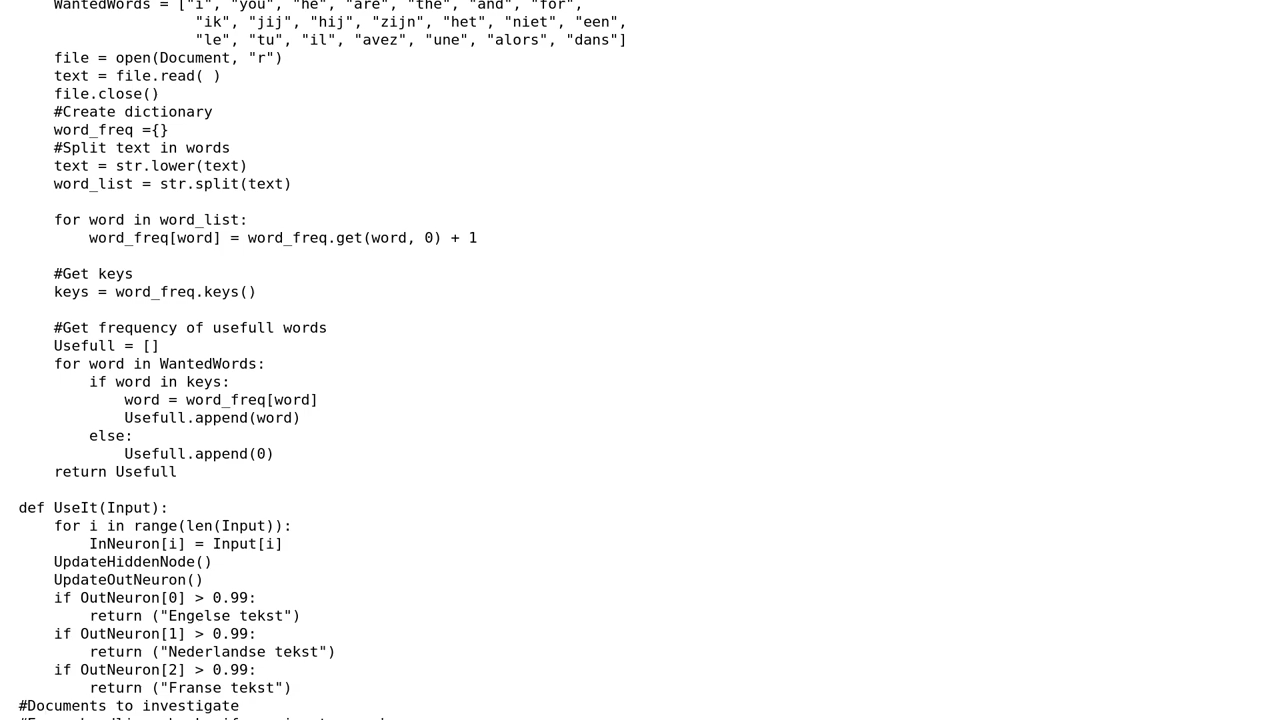 WantedWords = ["i", "you", "he", "are", "the", "and", "for",
"ik", "jij", "hij", "zijn", "het", "niet", "een",
"le", "tu", "il", "avez", "une", "alors", "dans"]
file = open(Document, "r")
text = file.read( )
file.close()
#Create dictionary
word_freq ={}
#Split text in words
text = str.lower(text)
word_list = str.split(text)
for word in word_list:
word_freq[word] = word_freq.get(word, 0) + 1
#Get keys
keys = word_freq.keys()
#Get frequency of usefull words
Usefull = []
for word in WantedWords:
if word in keys:
word = word_freq[word]
Usefull.append(word)
else:
Usefull.append(0)
return Usefull
def UseIt(Input):
for i in range(len(Input)):
InNeuron[i] = Input[i]
UpdateHiddenNode()
UpdateOutNeuron()
if OutNeuron[0] > 0.99:
return ("Engelse tekst")
if OutNeuron[1] > 0.99:
return ("Nederlandse tekst")
if OutNeuron[2] > 0.99:
return ("Franse tekst")
#Documents to investigate